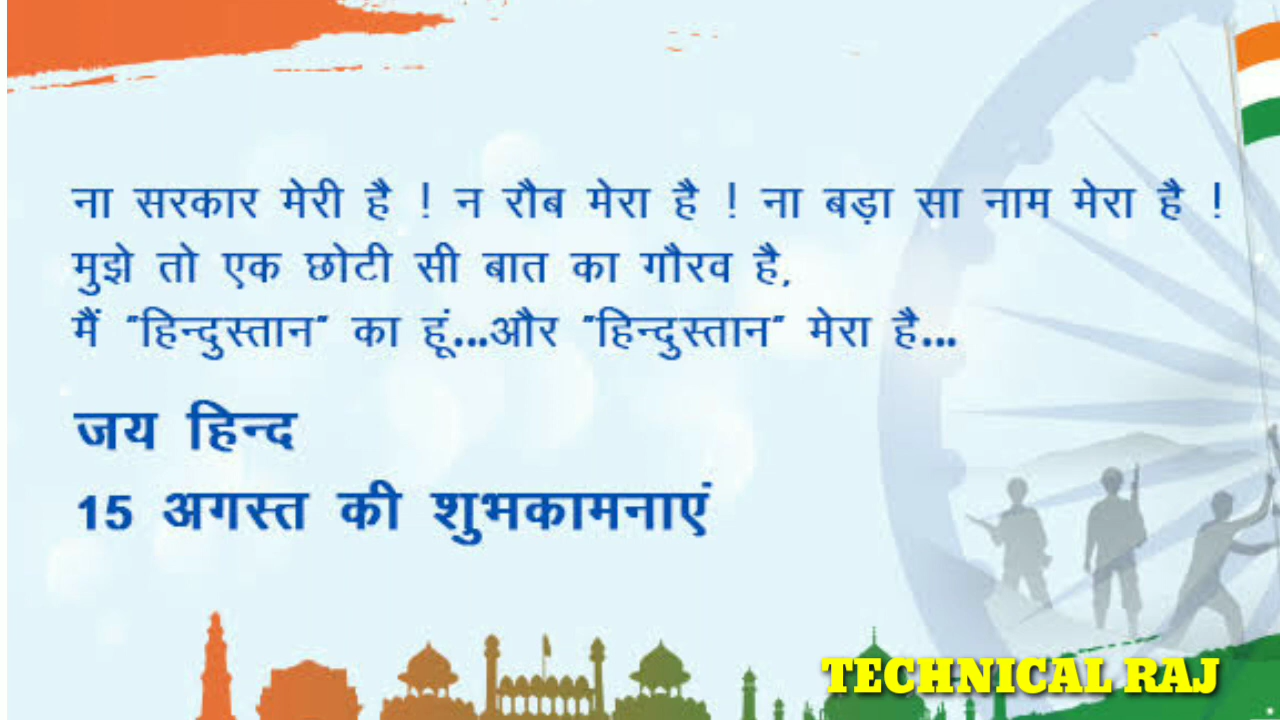 ना सरकार मेरी है ! न रौब मेरा है ! ना बड़ा सा नाम मेरा है !
मुझे तो एक छोटी सी बात का गौरव है,
मैं "हिन्दुस्तान" का हूं...और "हिन्दुस्तान" मेरा है...
जय हिन्द
15 अगस्त की शुभकामनाएं
TECHNICAL RAJ